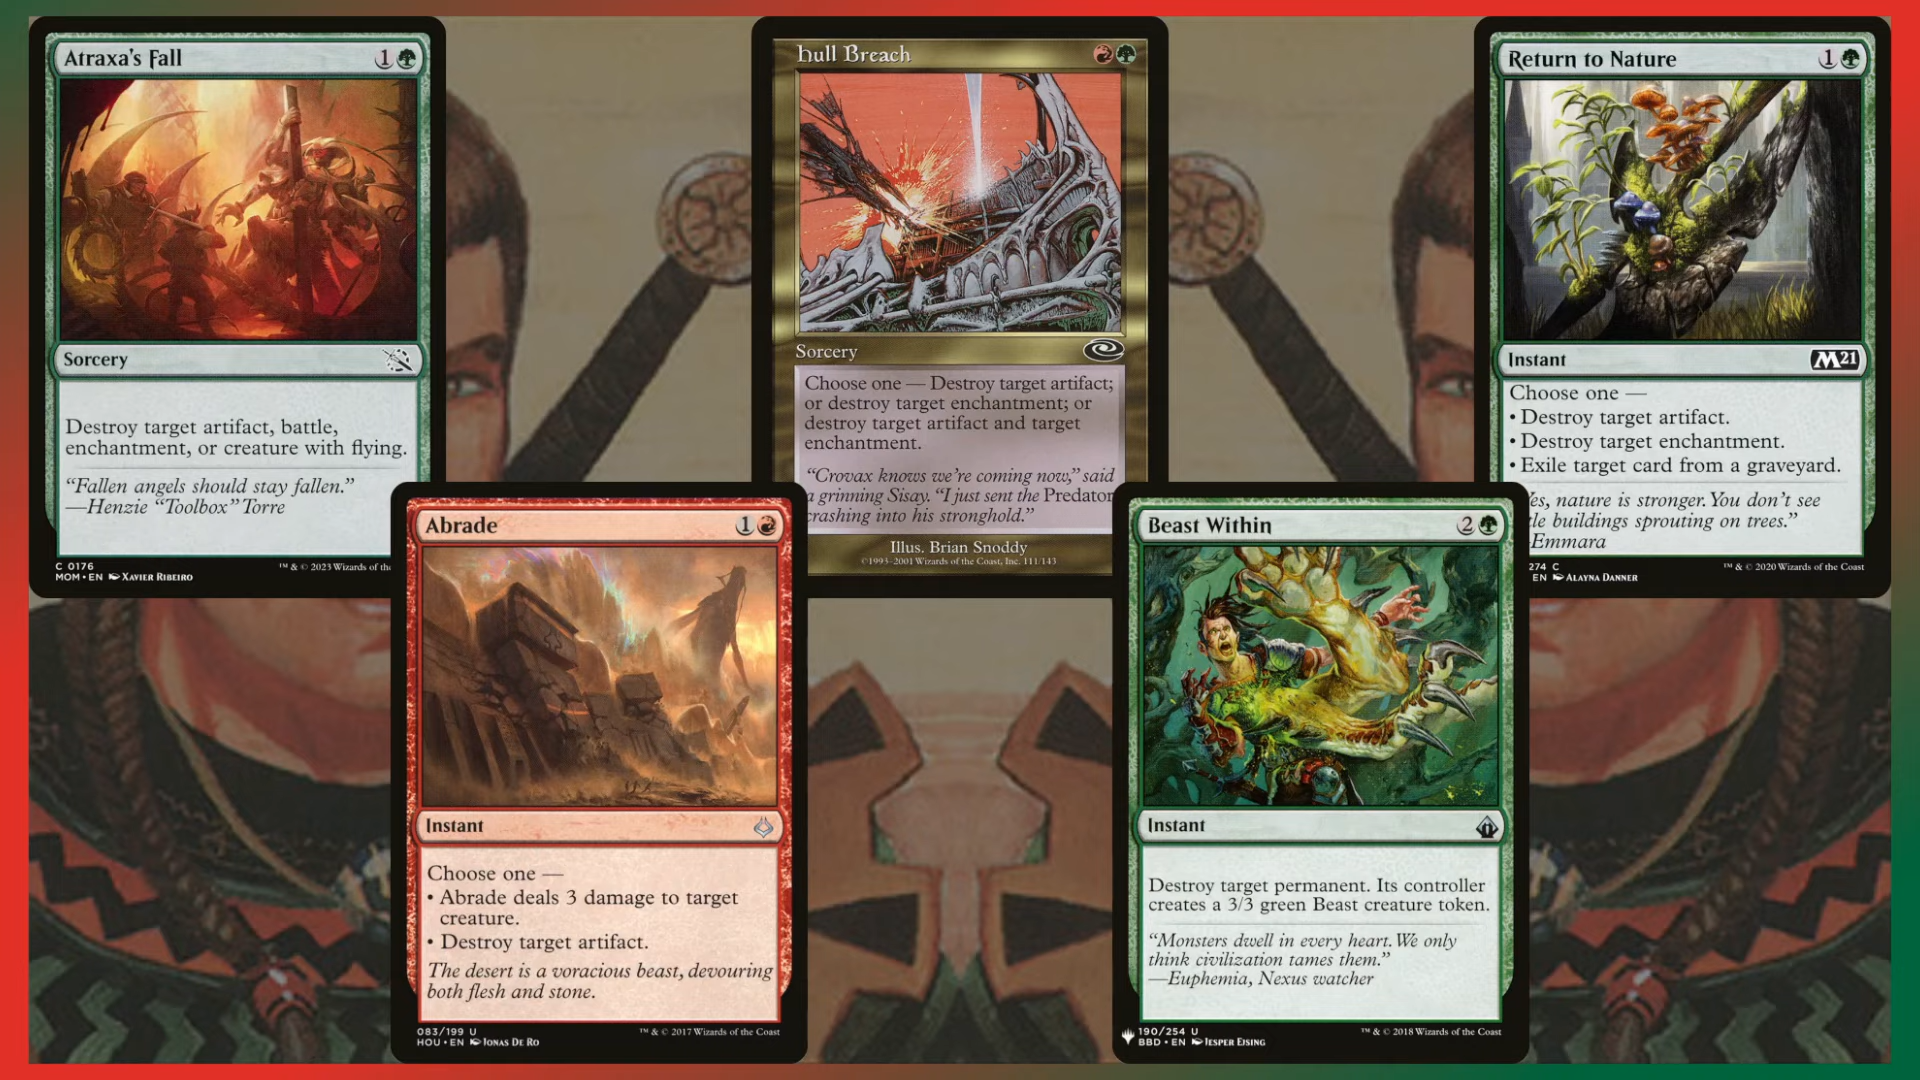 Atraxa's Fall
1
Sorcery
Destroy target artifact, battle,
enchantment, or creature with flying.
“Fallen angels should stay fallen.”
—Henzie “Toolbox” Torre
C 0176
MOM • EN Xavier Ribeiro
™ & © 2023 Wizards of the
Hull Breach
Sorcery
Choose one — Destroy target artifact;
or destroy target enchantment; or
destroy target artifact and target
enchantment.
“Crovax knows we're coming now,” said
a grinning Sisay. “I just sent the Predator
crashing into his stronghold.”
Illus. Brian Snoddy
©1993–2001 Wizards of the Coast, Inc. 111/143
Return to Nature
1
Instant
M21
Choose one —
• Destroy target artifact.
• Destroy target enchantment.
• Exile target card from a graveyard.
nature is stronger. You don't see
buildings sprouting on trees.”
Emmara
274 C
EN Alayna Danner
™ & © 2020 Wizards of the Coast
Abrade
1
Instant
Choose one —
• Abrade deals 3 damage to target
creature.
• Destroy target artifact.
The desert is a voracious beast, devouring
both flesh and stone.
083/199 U
HOU • EN Jonas De Ro
™ & © 2017 Wizards of the Coast
Beast Within
2
Instant
Destroy target permanent. Its controller
creates a 3/3 green Beast creature token.
“Monsters dwell in every heart. We only
think civilization tames them.”
—Euphemia, Nexus watcher
190/254 U
BBD • EN Jesper Ejsing
™ & © 2018 Wizards of the Coast